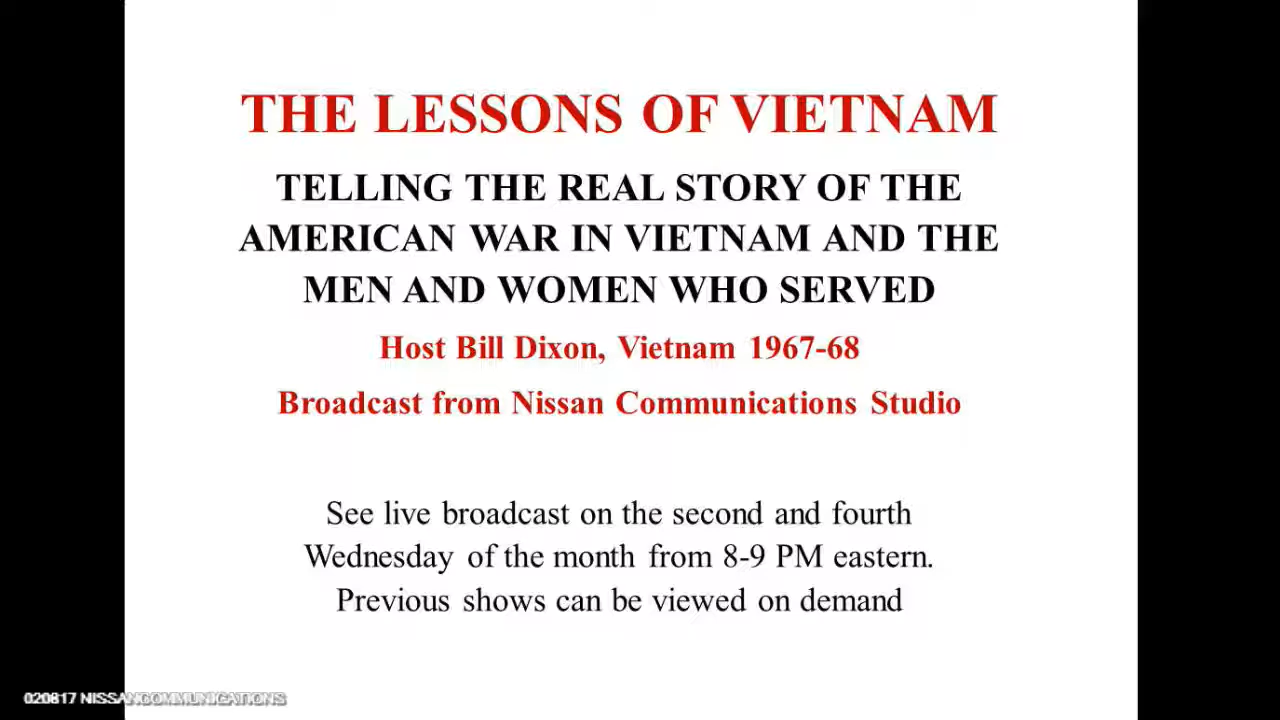 THE LESSONS OF VIETNAM
TELLING THE REAL STORY OF THE
AMERICAN WAR IN VIETNAM AND THE
MEN AND WOMEN WHO SERVED
Host Bill Dixon, Vietnam 1967-68
Broadcast from Nissan Communications Studio
See live broadcast on the second and fourth
Wednesday of the month from 8-9 PM eastern.
Previous shows can be viewed on demand
020817 NISSANCOMMUNICATIONS